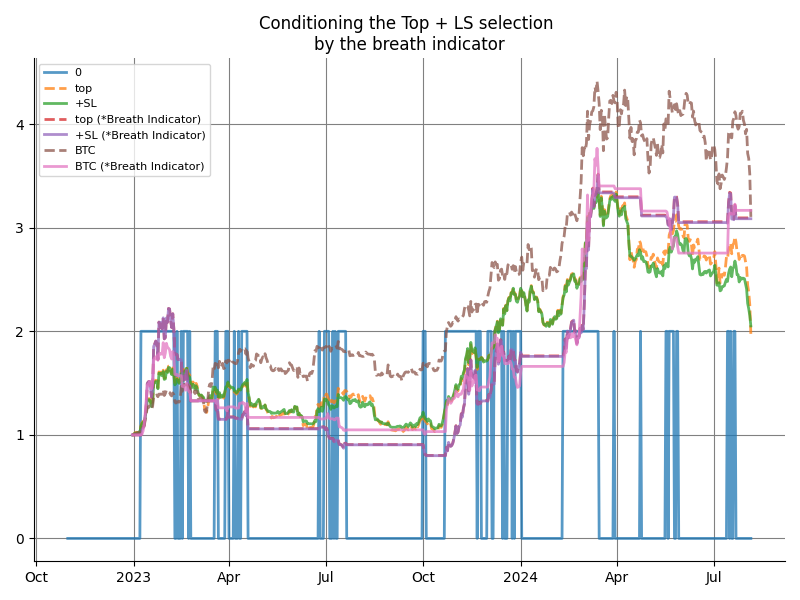 Conditioning the Top + LS selection
by the breath indicator
0
top
+SL
top (*Breath Indicator)
+SL (*Breath Indicator)
BTC
BTC (*Breath Indicator)
4
3
2
1
0
Oct
2023
Apr
Jul
Oct
2024
Apr
Jul